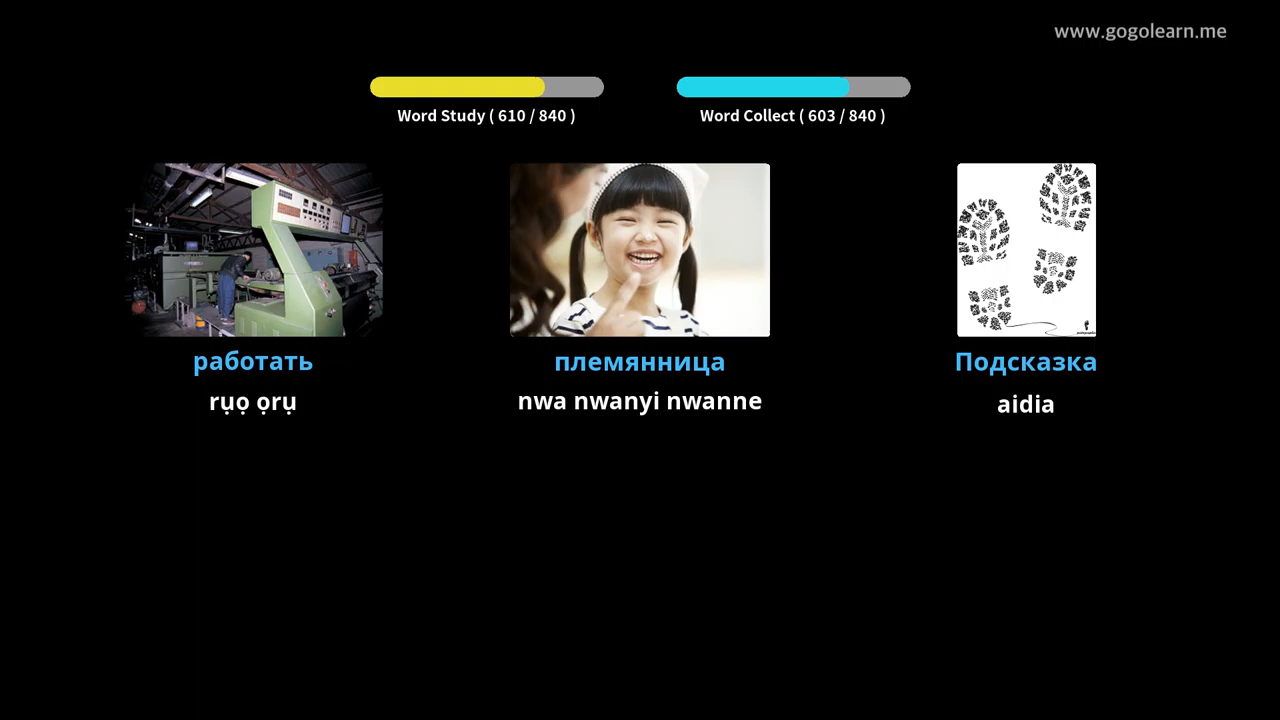 www.gogolearn.me
Word Study ( 610 / 840 )
Word Collect ( 603 / 840 )
работать
племянница
Подсказка
rụọ ọrụ
nwa nwanyi nwanne
aidia